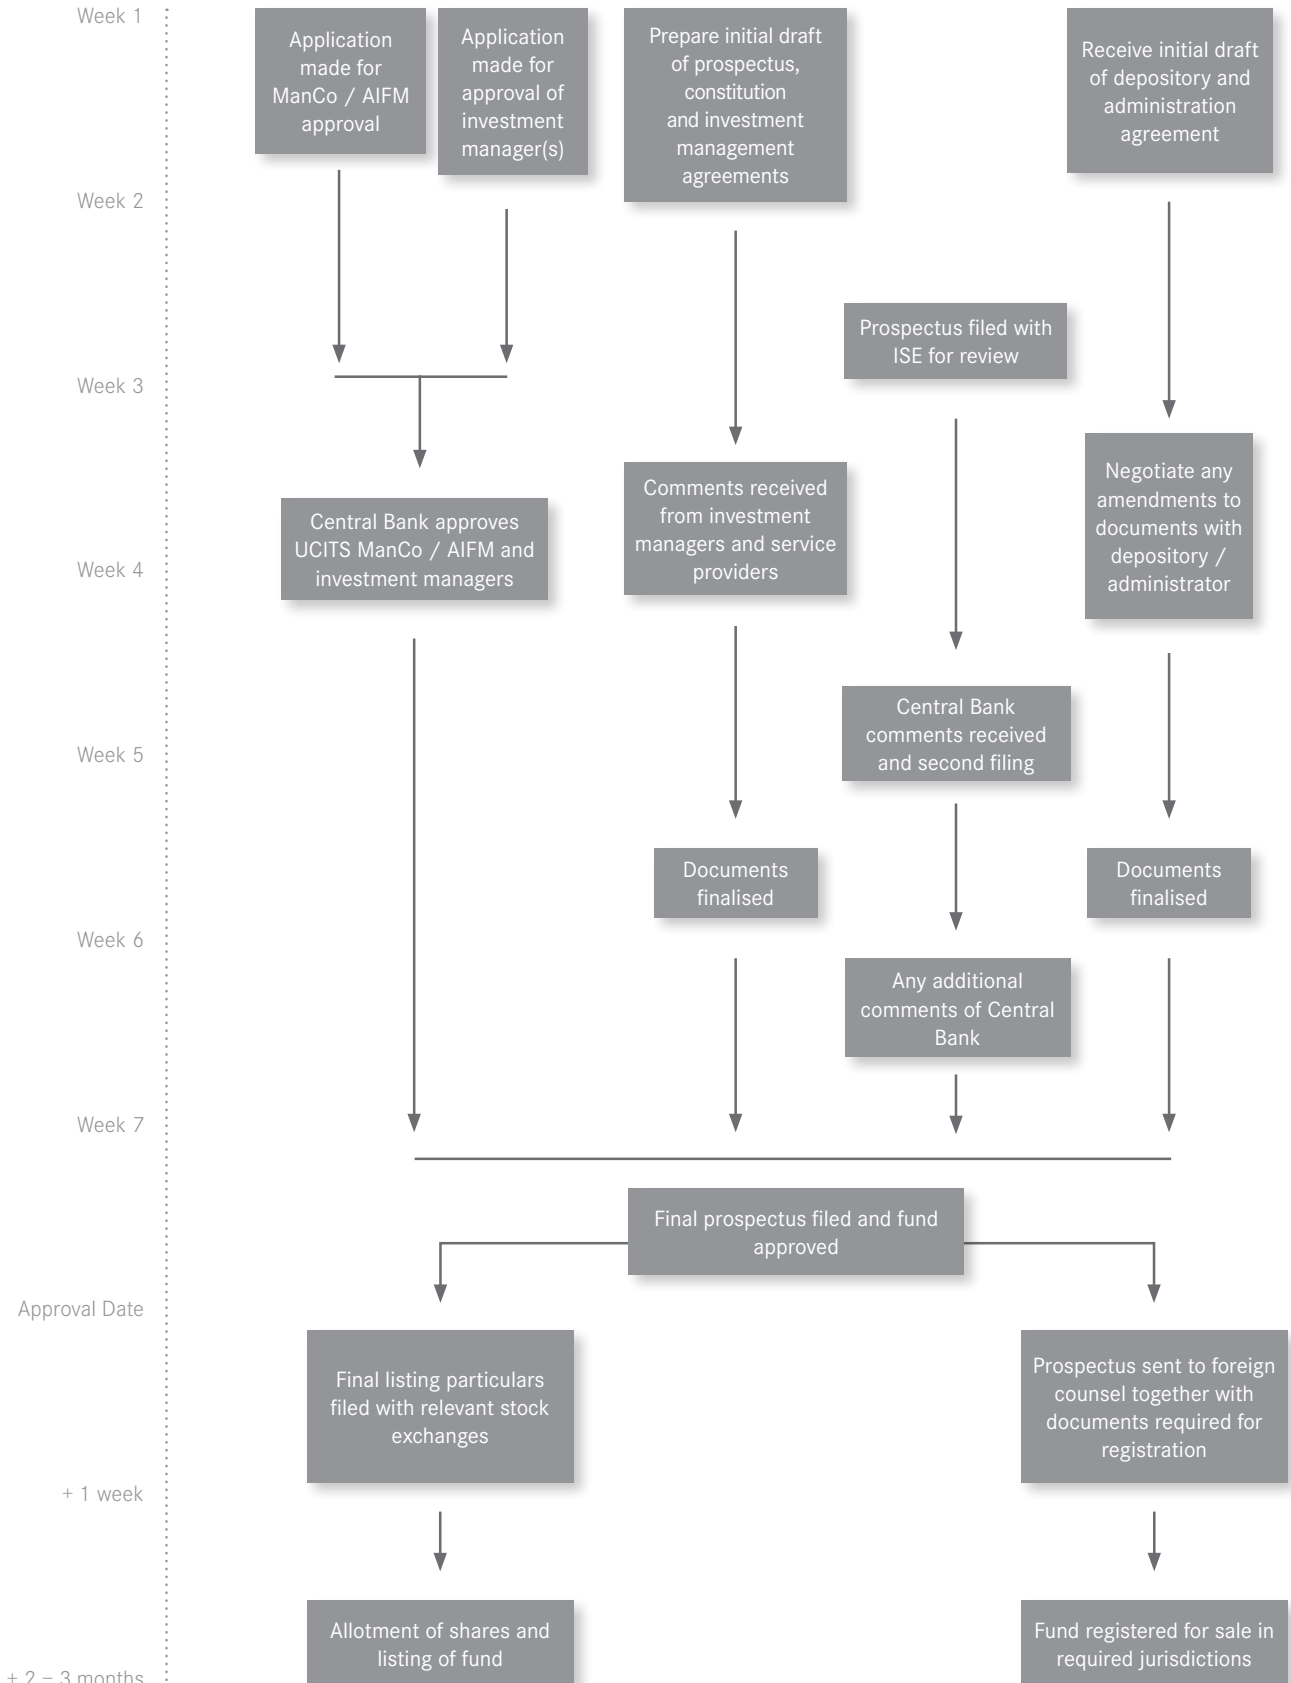 Week 1
Application
made for
ManCo / AIFM
approval
Application
made for
approval of
investment
manager(s)
Prepare initial draft
of prospectus,
constitution
and investment
management
agreements
Receive initial draft
of depository and
administration
agreement
Week 2
Prospectus filed with
ISE for review
Week 3
Central Bank approves
UCITS ManCo / AIFM and
investment managers
Comments received
from investment
managers and service
providers
Negotiate any
amendments to
documents with
depository /
administrator
Week 4
Central Bank
comments received
and second filing
Week 5
Documents
finalised
Documents
finalised
Week 6
Any additional
comments of Central
Bank
Week 7
Final prospectus filed and fund
approved
Approval Date
Final listing particulars
filed with relevant stock
exchanges
Prospectus sent to foreign
counsel together with
documents required for
registration
+ 1 week
Allotment of shares and
listing of fund
Fund registered for sale in
required jurisdictions
+ 2 – 3 months